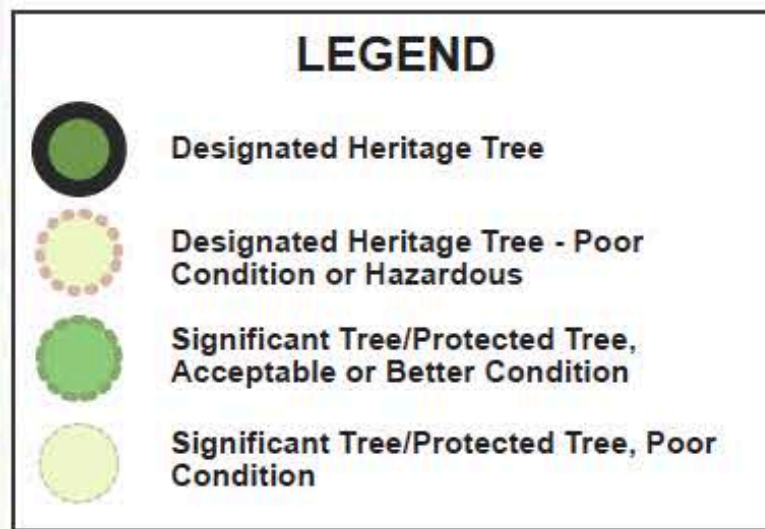 LEGEND
Designated Heritage Tree
Designated Heritage Tree - Poor
Condition or Hazardous
Significant Tree/Protected Tree,
Acceptable or Better Condition
Significant Tree/Protected Tree, Poor
Condition